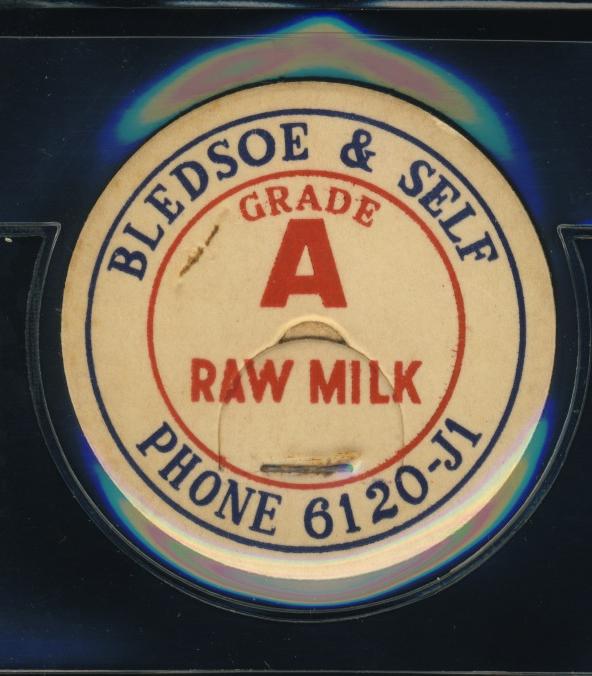 BLEDSOE & SELF
GRADE
A
RAW MILK
PHONE 6120-J1